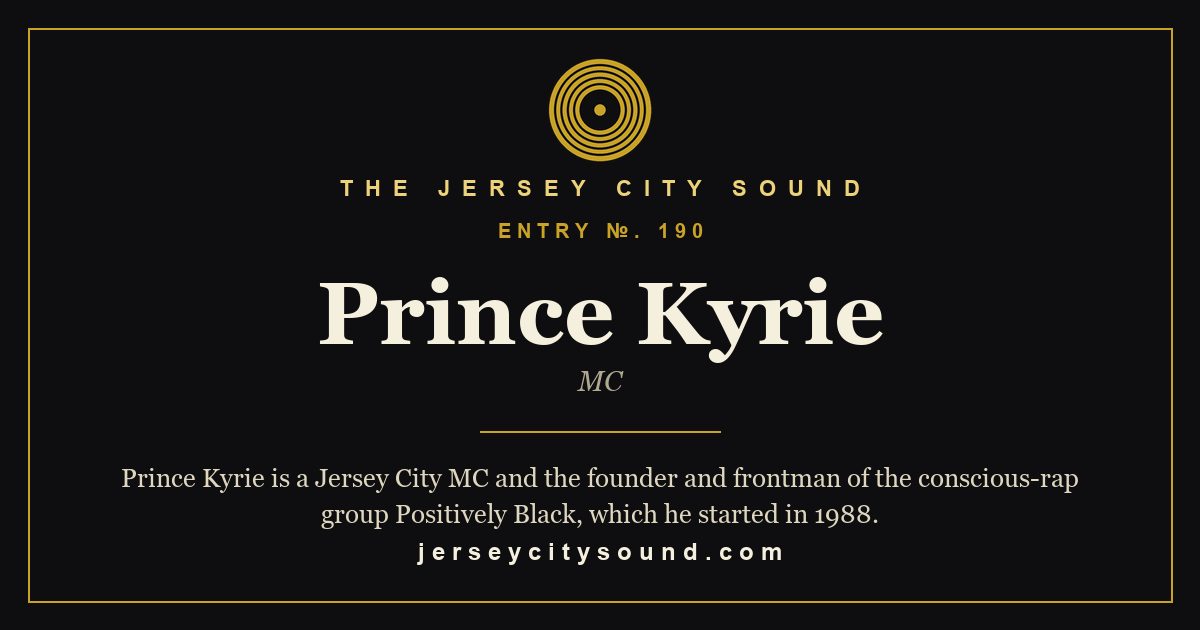 THE JERSEY CITY SOUND
ENTRY №. 190
Prince Kyrie
MC
Prince Kyrie is a Jersey City MC and the founder and frontman of the conscious-rap
group Positively Black, which he started in 1988.
jerseycitysound.com